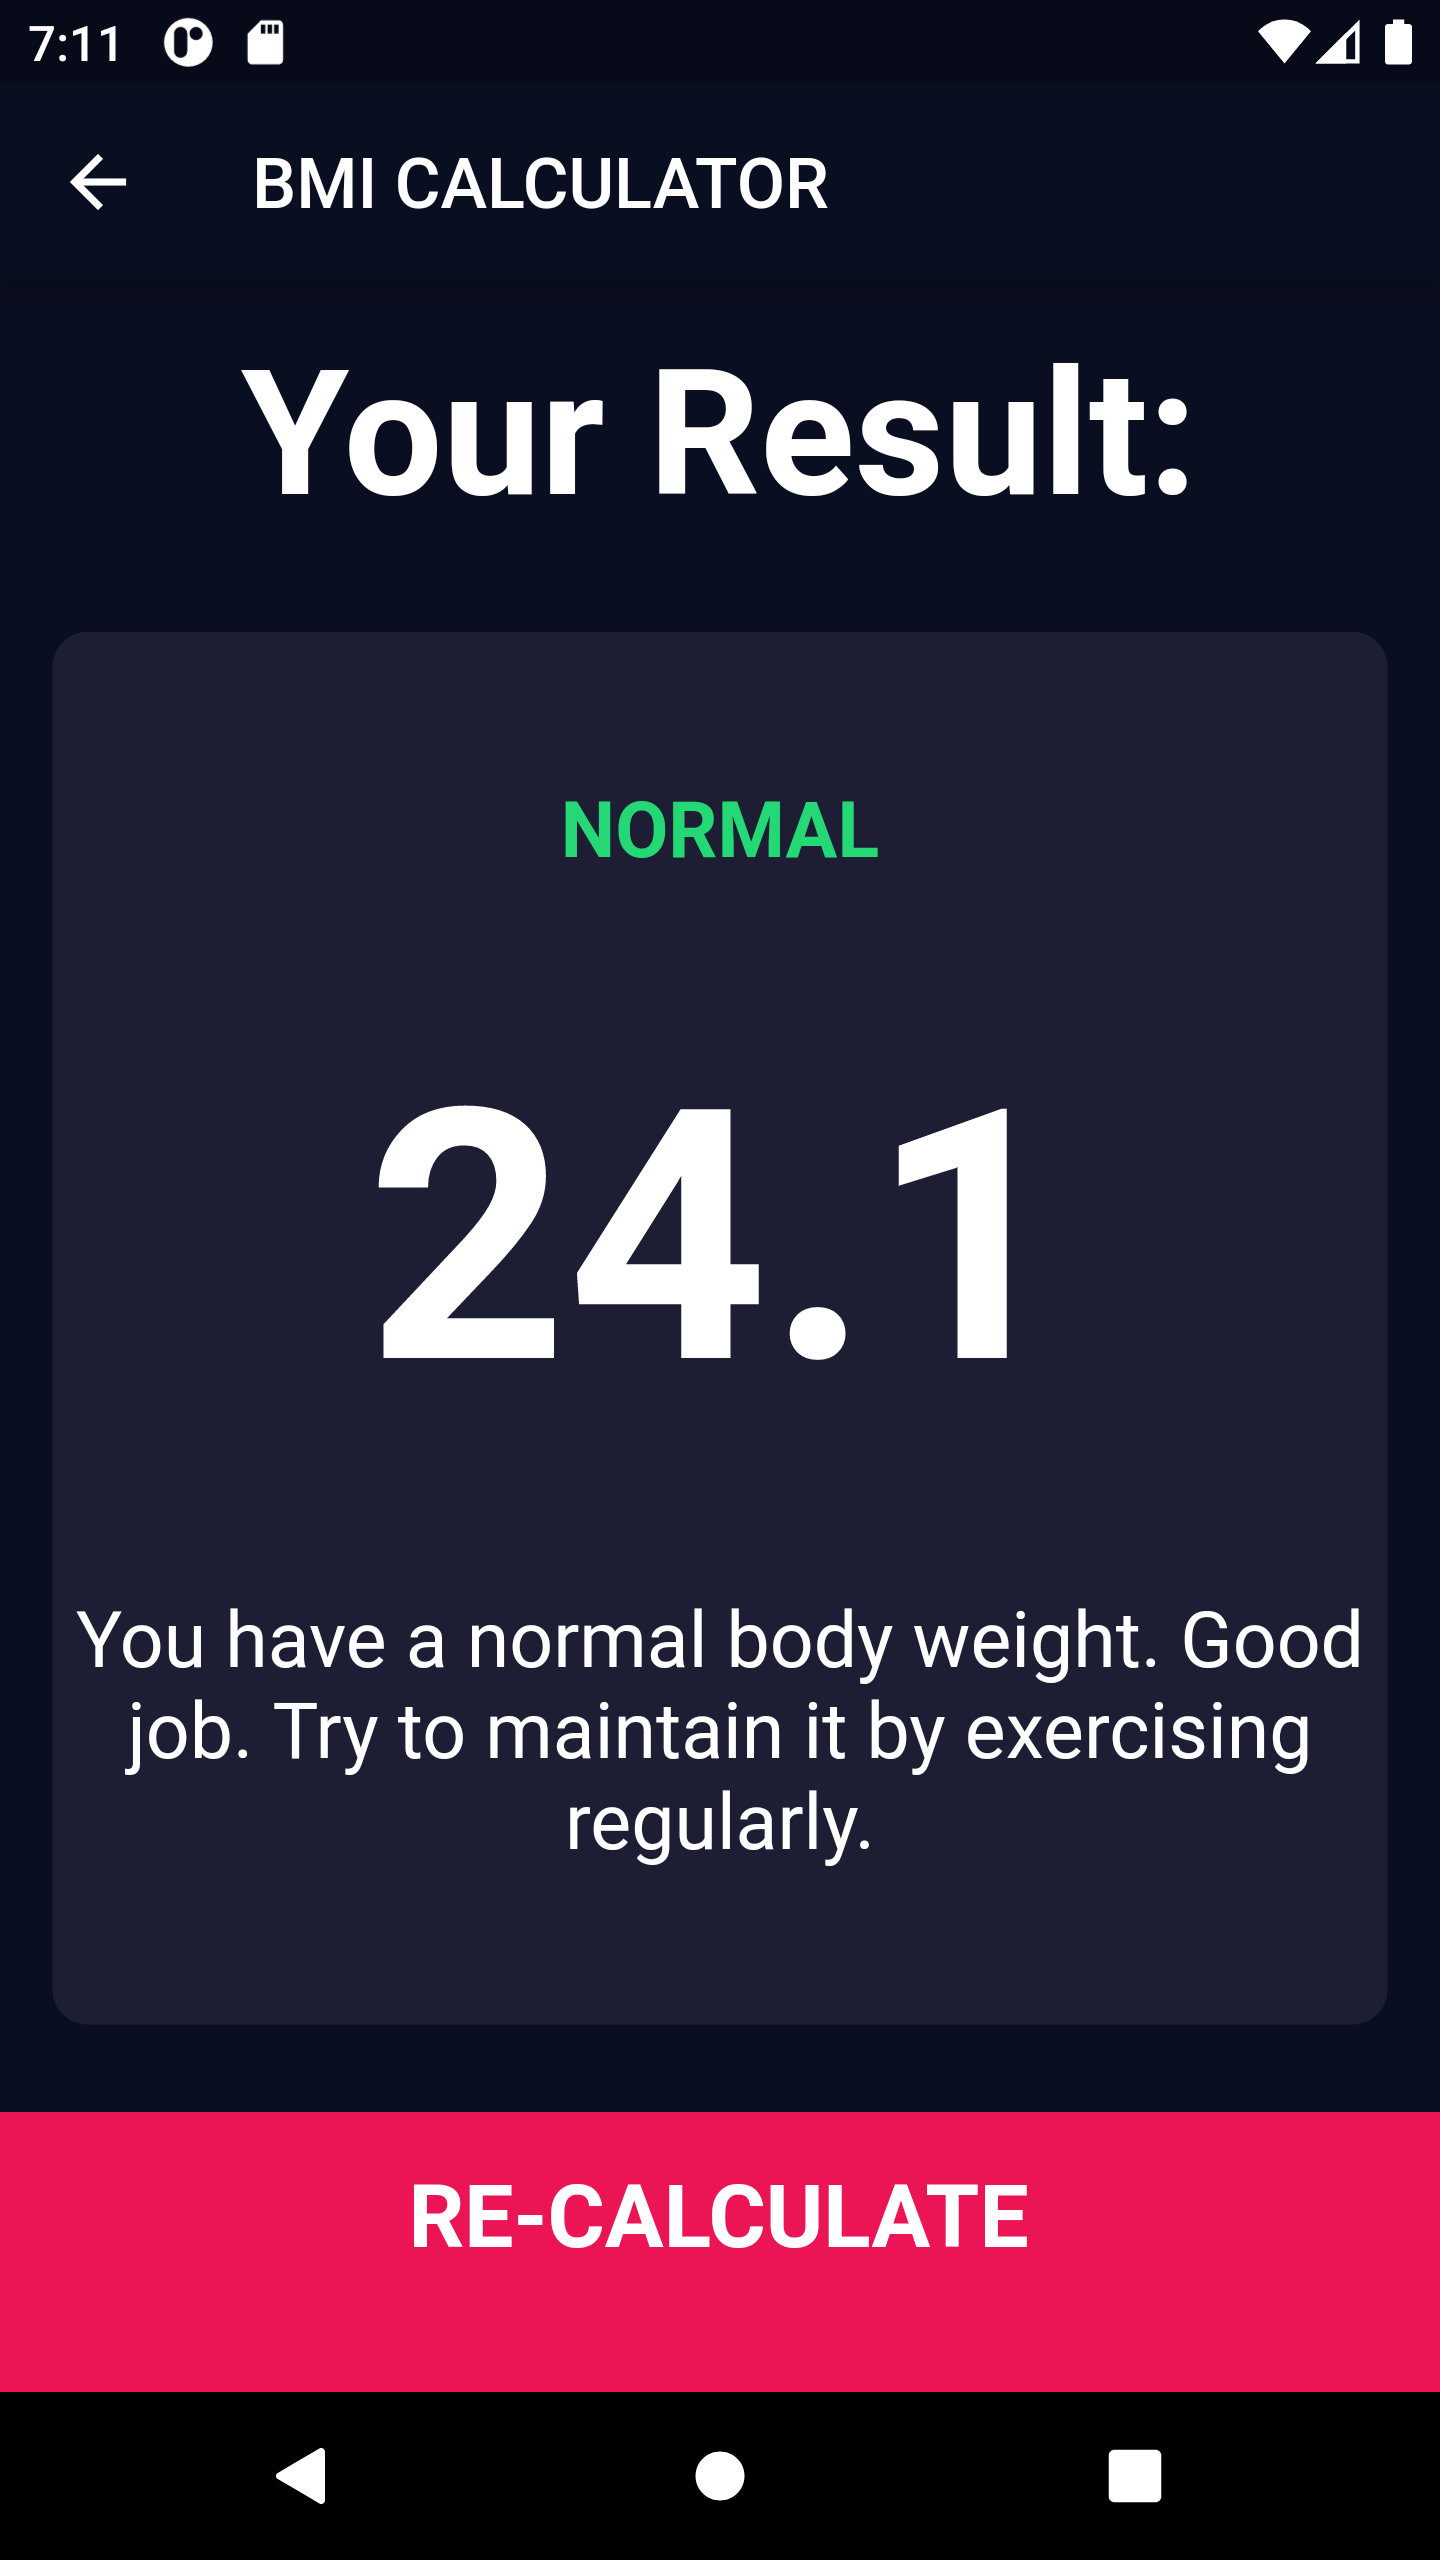 7:11
BMI CALCULATOR
Your Result:
NORMAL
24.1
You have a normal body weight. Good
job. Try to maintain it by exercising
regularly.
RE-CALCULATE